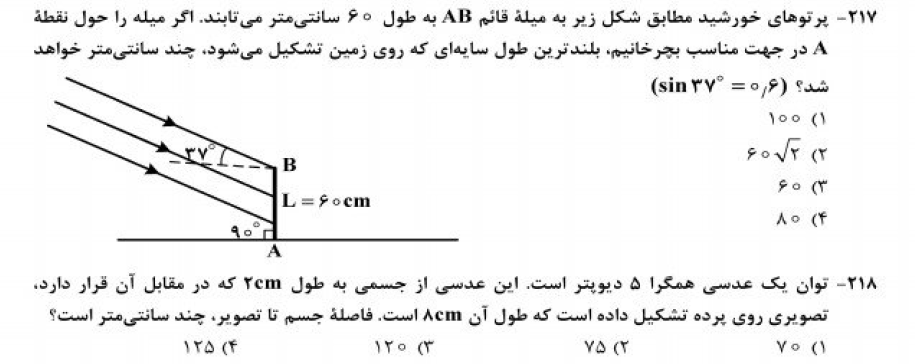 ۲۱۷- پرتوهای خورشید مطابق شکل زیر به میلهٔ قائم AB به طول ۶۰ سانتی‌متر می‌تابند. اگر میله را حول نقطهٔ
A در جهت مناسب بچرخانیم، بلندترین طول سایه‌ای که روی زمین تشکیل می‌شود، چند سانتی‌متر خواهد
شد؟ (sin ۳۷° = ۰/۶)
۱) ۱۰۰
۲) ۶۰√۲
۳) ۶۰
۴) ۸۰
۳۷°
B
L = ۶۰cm
۹۰°
A
۲۱۸- توان یک عدسی همگرا ۵ دیوپتر است. این عدسی از جسمی به طول ۲cm که در مقابل آن قرار دارد،
تصویری روی پرده تشکیل داده است که طول آن ۸cm است. فاصلهٔ جسم تا تصویر، چند سانتی‌متر است؟
۱) ۷۰ ۲) ۷۵ ۳) ۱۲۰ ۴) ۱۲۵